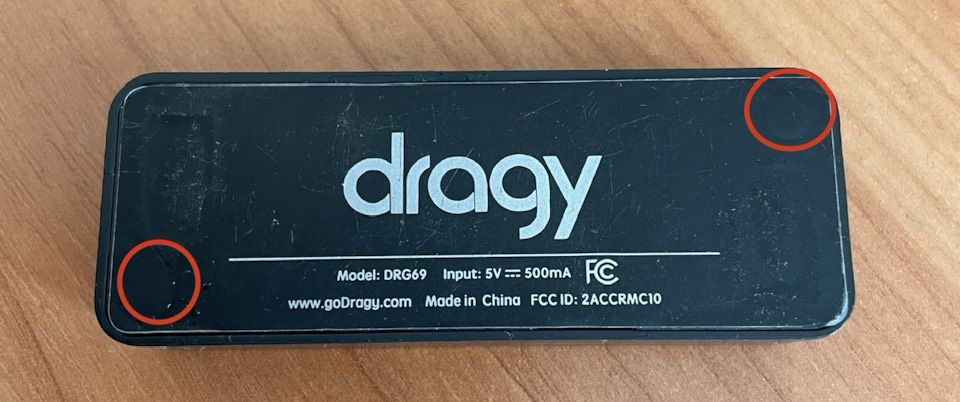 dragy
Model: DRG69 Input: 5V ⎓ 500mA FC
www.goDragy.com Made in China FCC ID: 2ACCRMC10